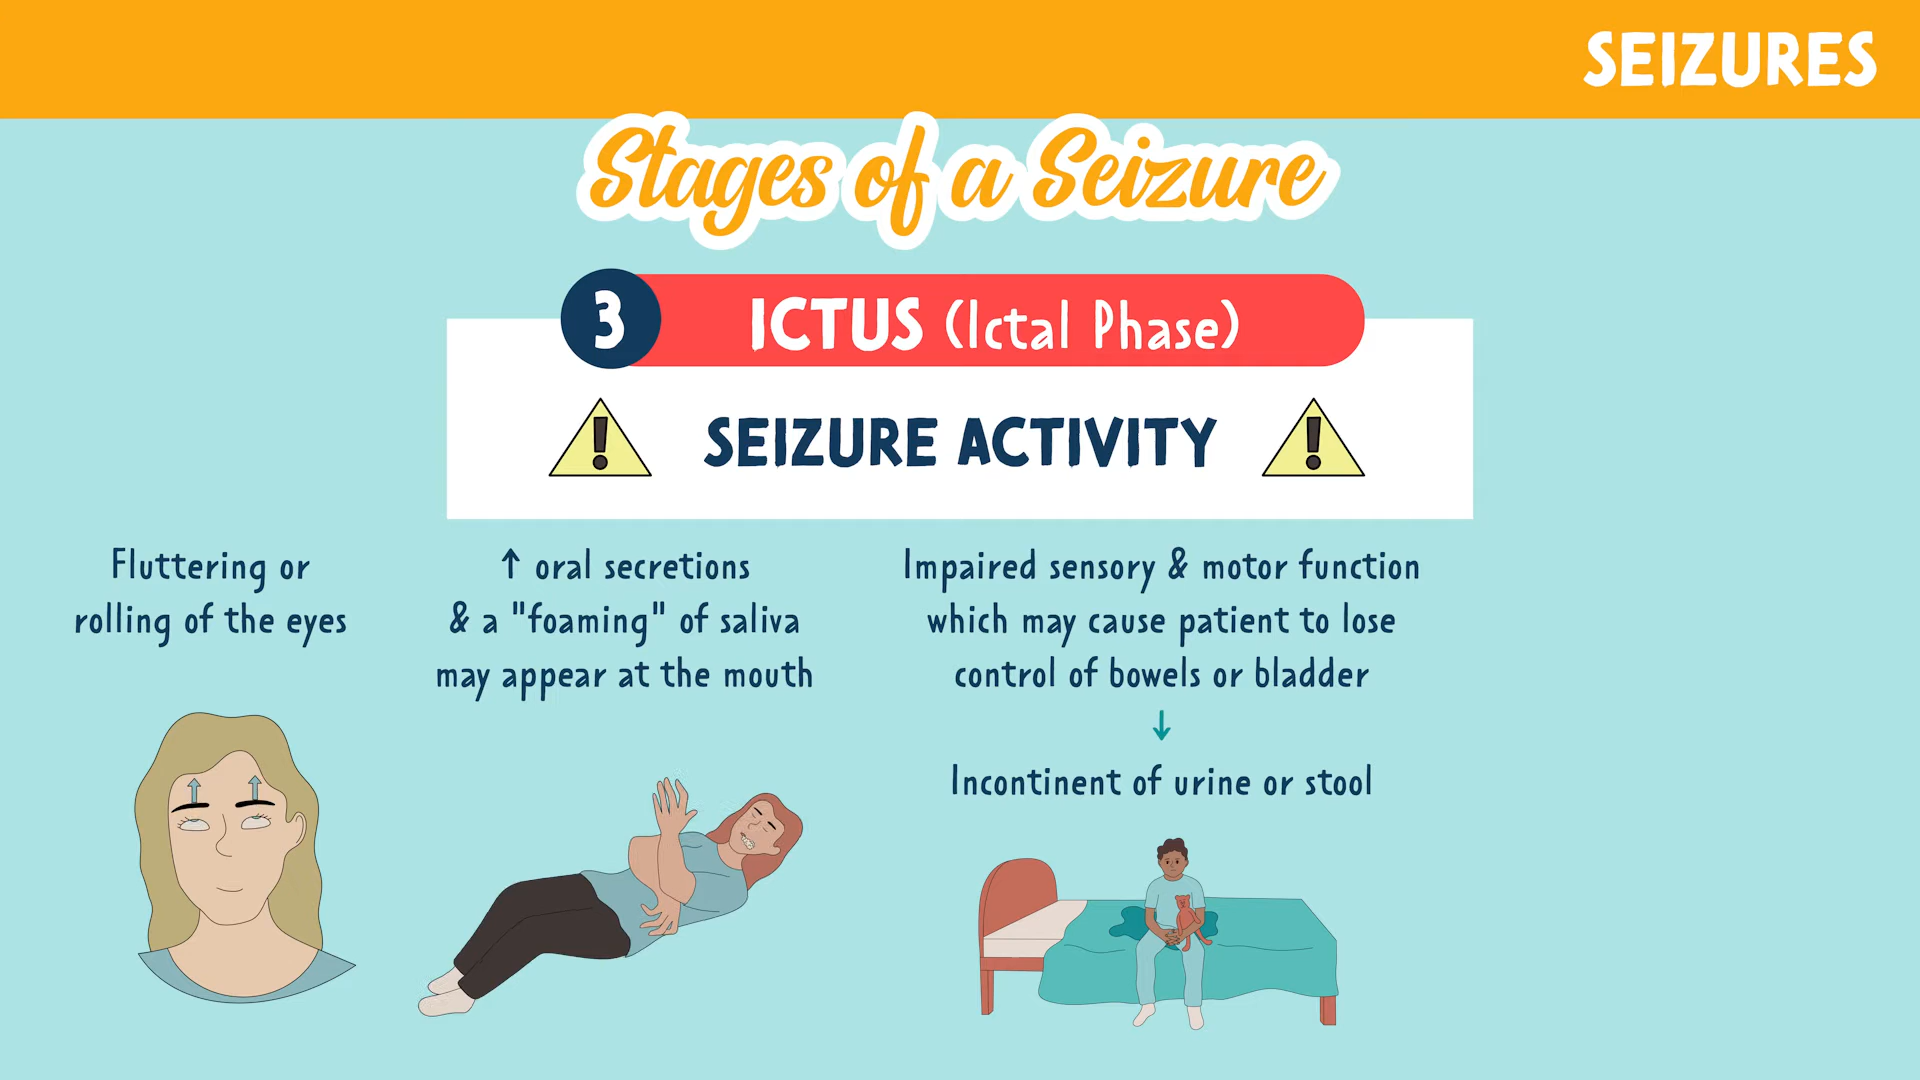 SEIZURES
Stages of a Seizure
3 ICTUS (Ictal Phase)
SEIZURE ACTIVITY
Fluttering or
rolling of the eyes
↑ oral secretions
& a "foaming" of saliva
may appear at the mouth
Impaired sensory & motor function
which may cause patient to lose
control of bowels or bladder
↓
Incontinent of urine or stool